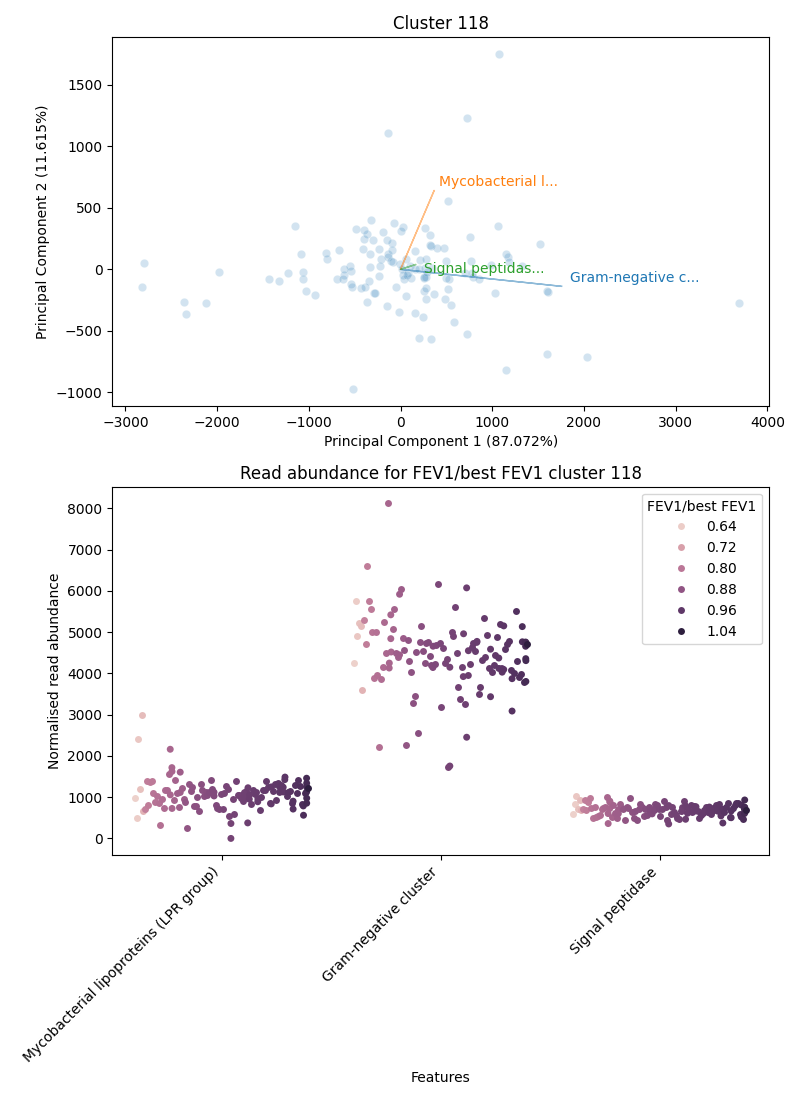 Cluster 118
Principal Component 2 (11.615%)
1500
1000
500
0
−500
−1000
Mycobacterial l...
Signal peptidas...
Gram-negative c...
−3000 −2000 −1000 0 1000 2000 3000 4000
Principal Component 1 (87.072%)
Read abundance for FEV1/best FEV1 cluster 118
Normalised read abundance
8000
7000
6000
5000
4000
3000
2000
1000
0
FEV1/best FEV1
0.64
0.72
0.80
0.88
0.96
1.04
Mycobacterial lipoproteins (LPR group)
Gram-negative cluster
Signal peptidase
Features